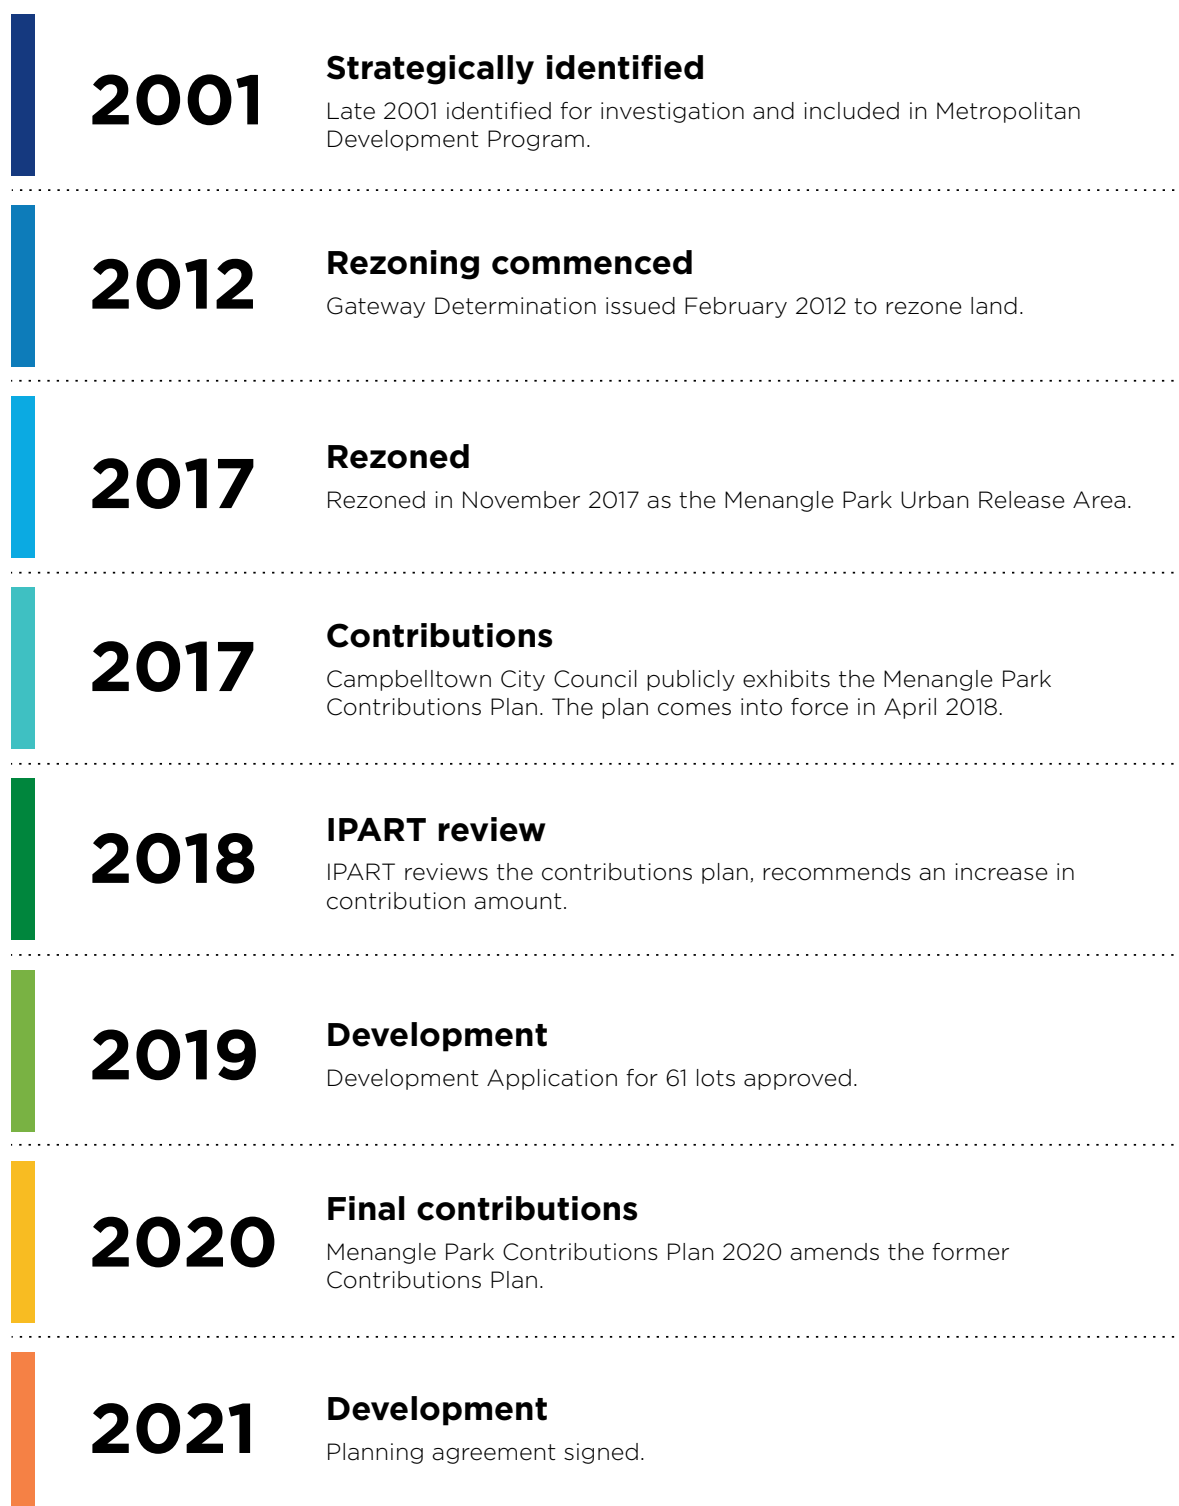 2001
Strategically identified
Late 2001 identified for investigation and included in Metropolitan
Development Program.
2012
Rezoning commenced
Gateway Determination issued February 2012 to rezone land.
2017
Rezoned
Rezoned in November 2017 as the Menangle Park Urban Release Area.
2017
Contributions
Campbelltown City Council publicly exhibits the Menangle Park
Contributions Plan. The plan comes into force in April 2018.
2018
IPART review
IPART reviews the contributions plan, recommends an increase in
contribution amount.
2019
Development
Development Application for 61 lots approved.
2020
Final contributions
Menangle Park Contributions Plan 2020 amends the former
Contributions Plan.
2021
Development
Planning agreement signed.